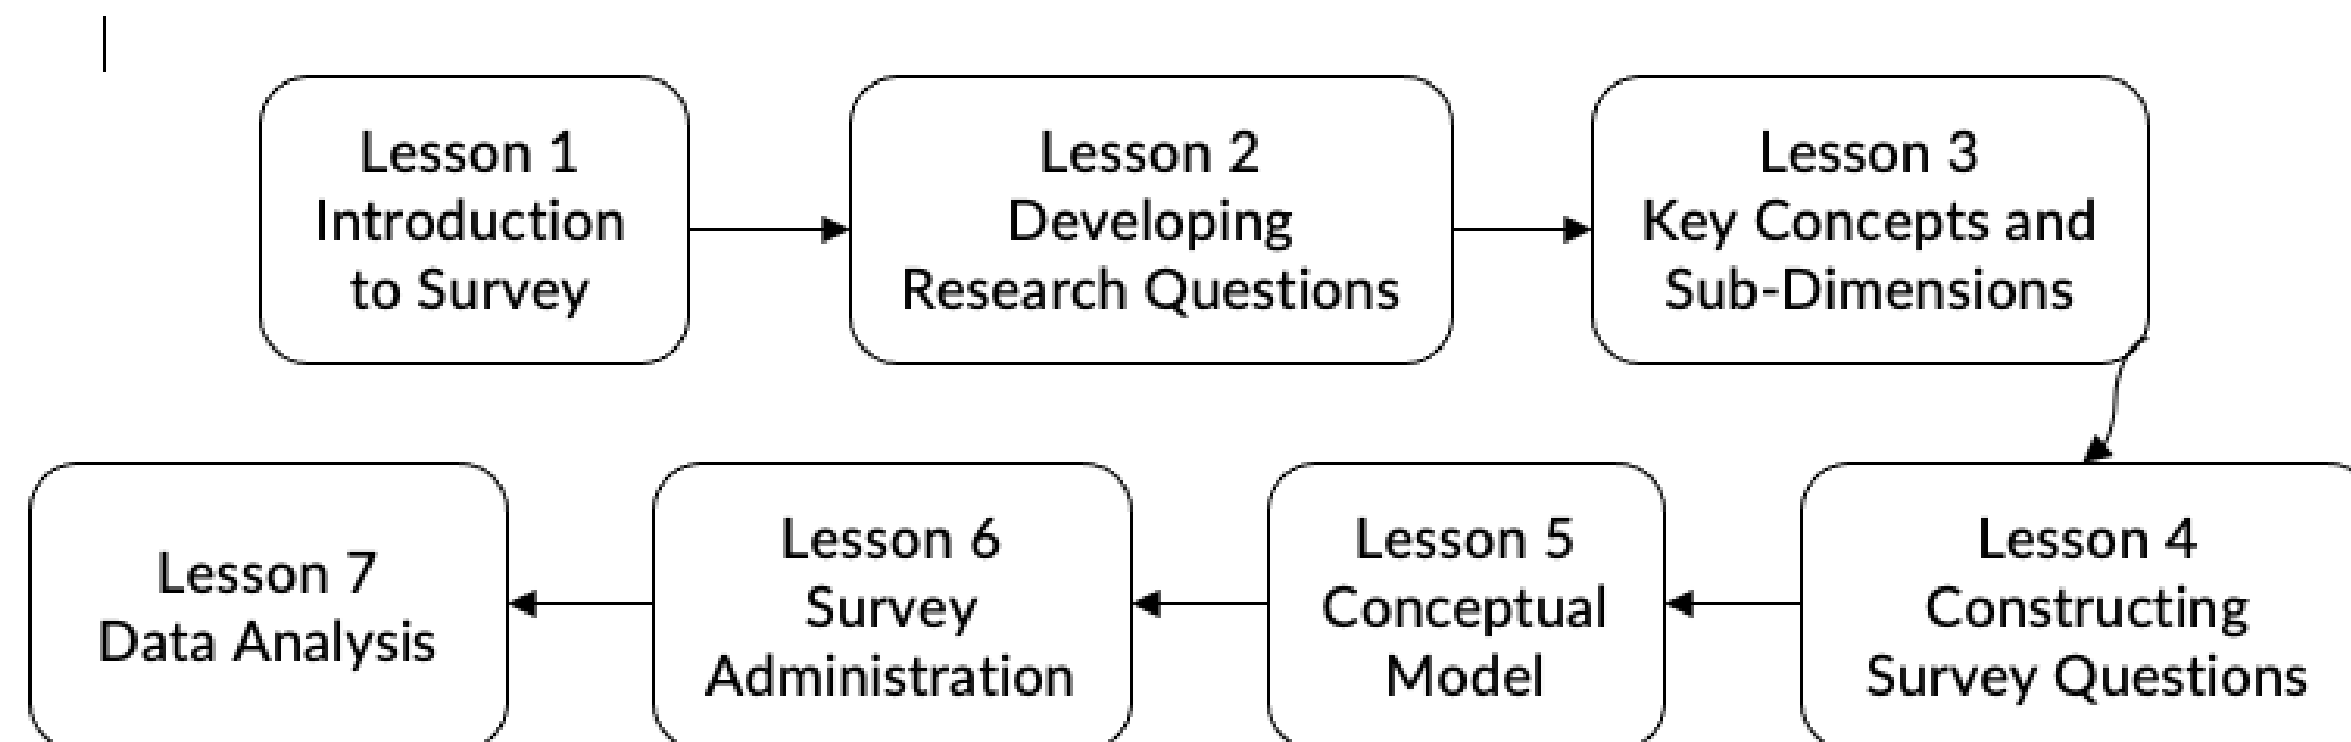 Lesson 1
Introduction
to Survey
Lesson 2
Developing
Research Questions
Lesson 3
Key Concepts and
Sub-Dimensions
Lesson 4
Constructing
Survey Questions
Lesson 5
Conceptual
Model
Lesson 6
Survey
Administration
Lesson 7
Data Analysis